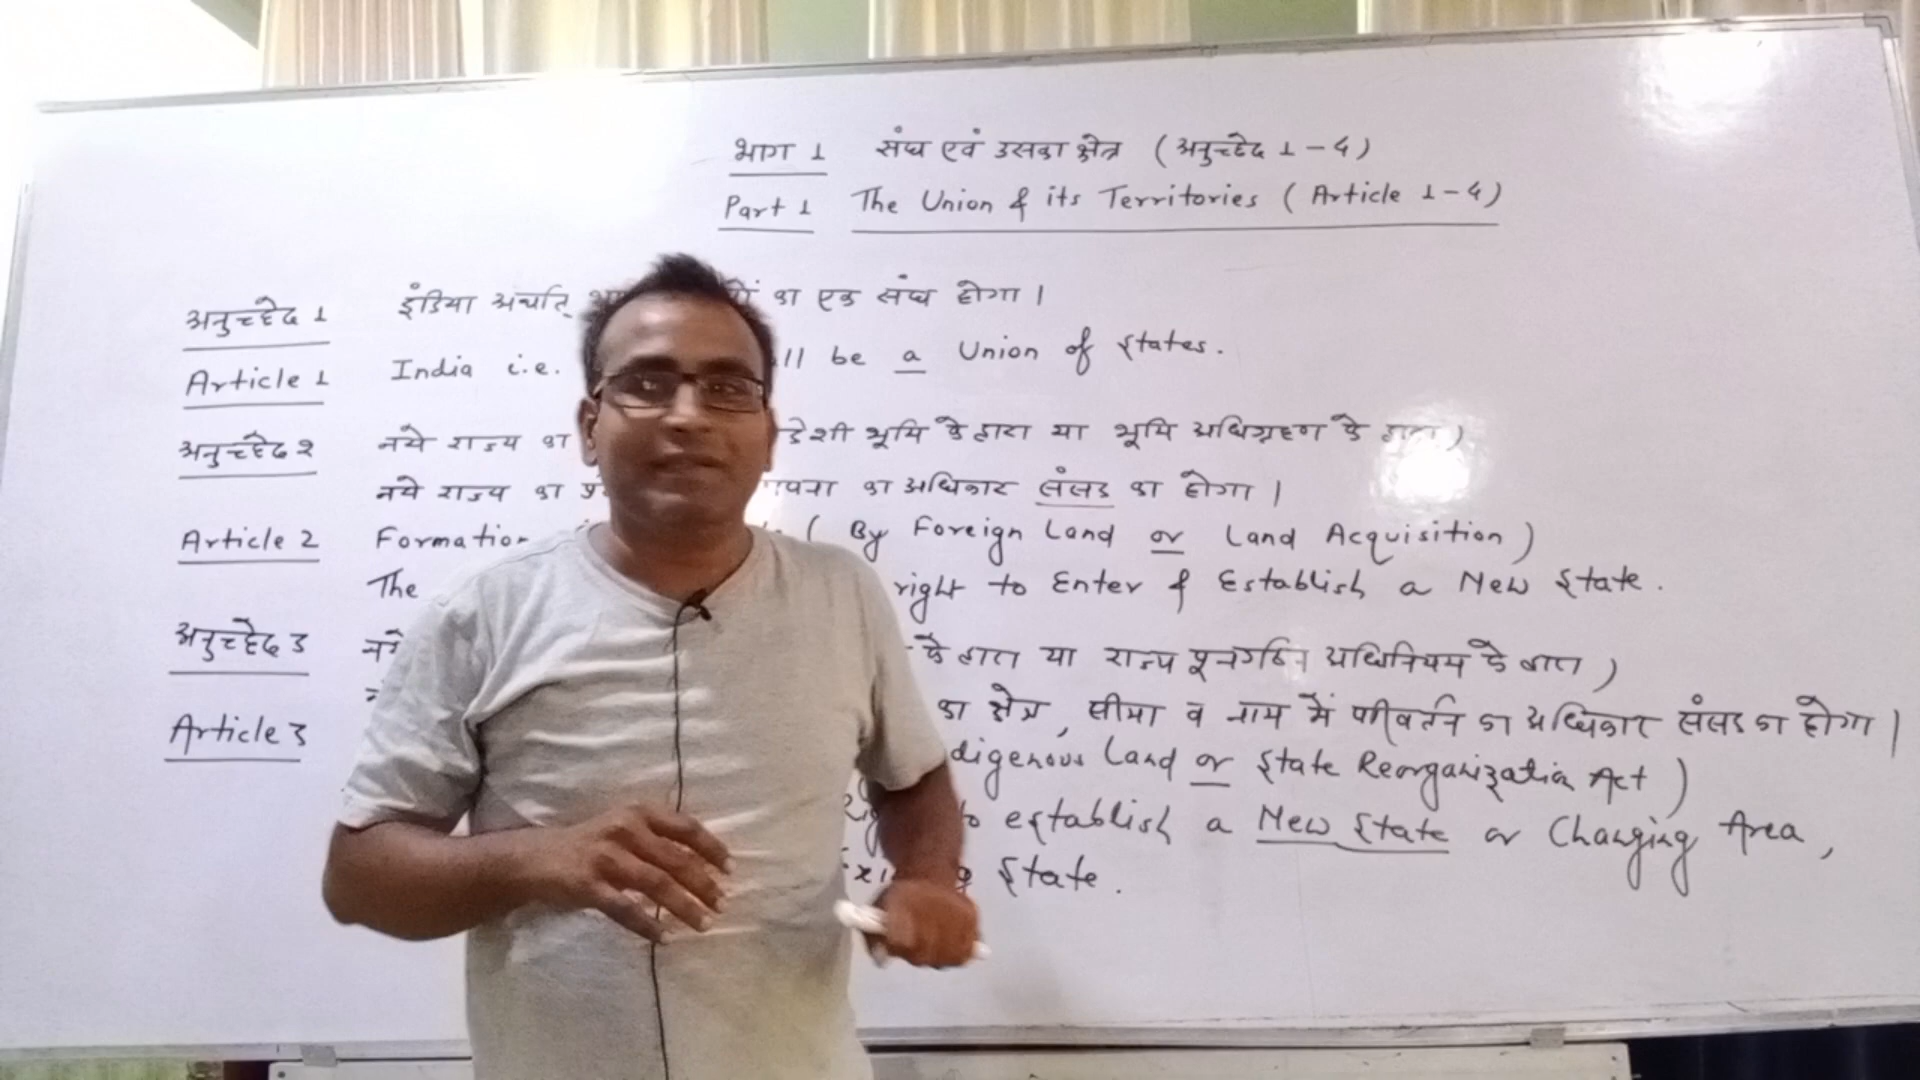 भाग 1 संघ एवं उसका क्षेत्र (अनुच्छेद 1-4)
Part 1 The Union & its Territories (Article 1-4)
अनुच्छेद 1 इंडिया अर्थात् का एक संघ होगा।
Article 1 India i.e. be a Union of States.
अनुच्छेद 2 नये राज्य का भूमि के द्वारा या भूमि अधिग्रहण के द्वारा)
नये राज्य का का अधिकार संसद का होगा।
Article 2 Formation (By Foreign Land or Land Acquisition)
The right to Enter & Establish a New State.
अनुच्छेद 3 के द्वारा या राज्य पूनर्गठन अधिनियम के द्वारा)
का क्षेत्र, सीमा व नाम में परिवर्तन का अधिकार संसद का होगा।
Article 3 Land or State Reorganization Act)
to establish a New State or Changing Area,
State.